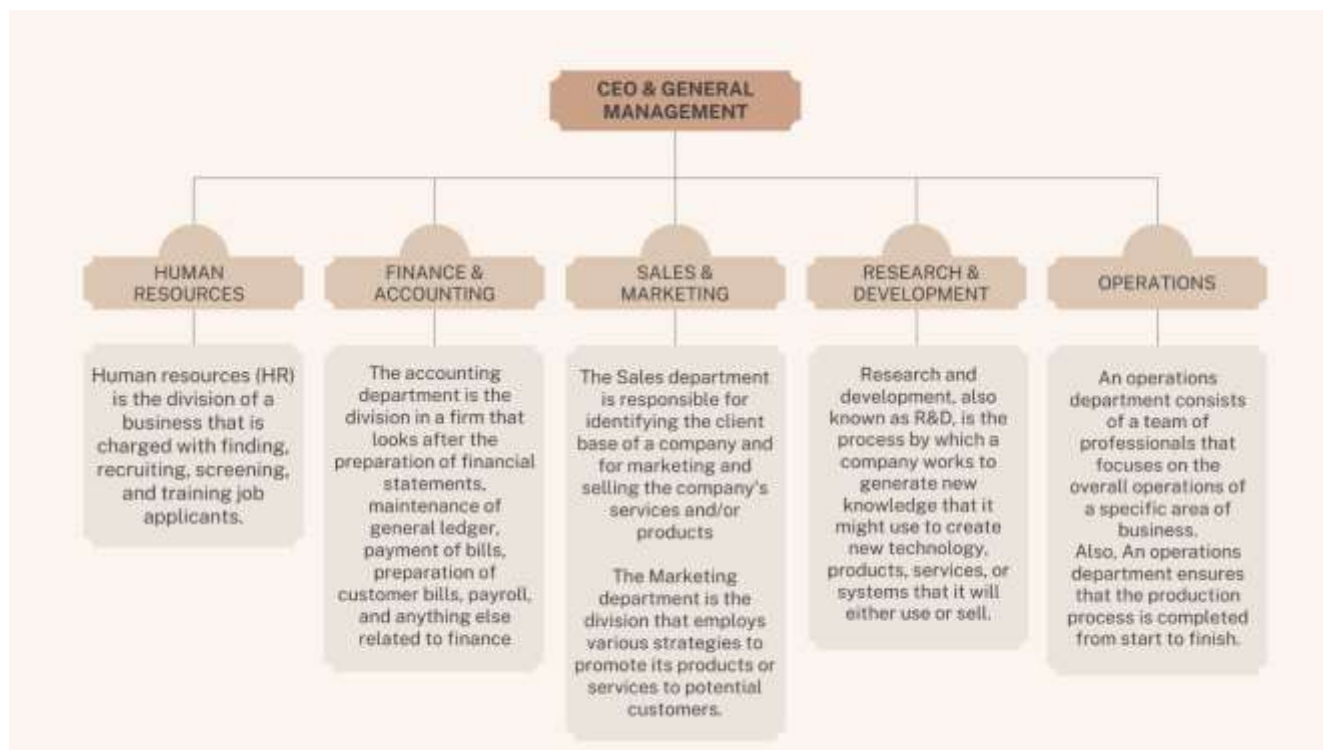 CEO & GENERAL
MANAGEMENT
HUMAN
RESOURCES
Human resources (HR)
is the division of a
business that is
charged with finding,
recruiting, screening,
and training job
applicants.
FINANCE &
ACCOUNTING
The accounting
department is the
division in a firm that
looks after the
preparation of financial
statements,
maintenance of
general ledger,
payment of bills,
preparation of
customer bills, payroll,
and anything else
related to finance
SALES &
MARKETING
The Sales department
is responsible for
identifying the client
base of a company and
for marketing and
selling the company's
services and/or
products
The Marketing
department is the
division that employs
various strategies to
promote its products or
services to potential
customers.
RESEARCH &
DEVELOPMENT
Research and
development, also
known as R&D, is the
process by which a
company works to
generate new
knowledge that it
might use to create
new technology,
products, services, or
systems that it will
either use or sell.
OPERATIONS
An operations
department consists
of a team of
professionals that
focuses on the
overall operations of
a specific area of
business.
Also, An operations
department ensures
that the production
process is completed
from start to finish.